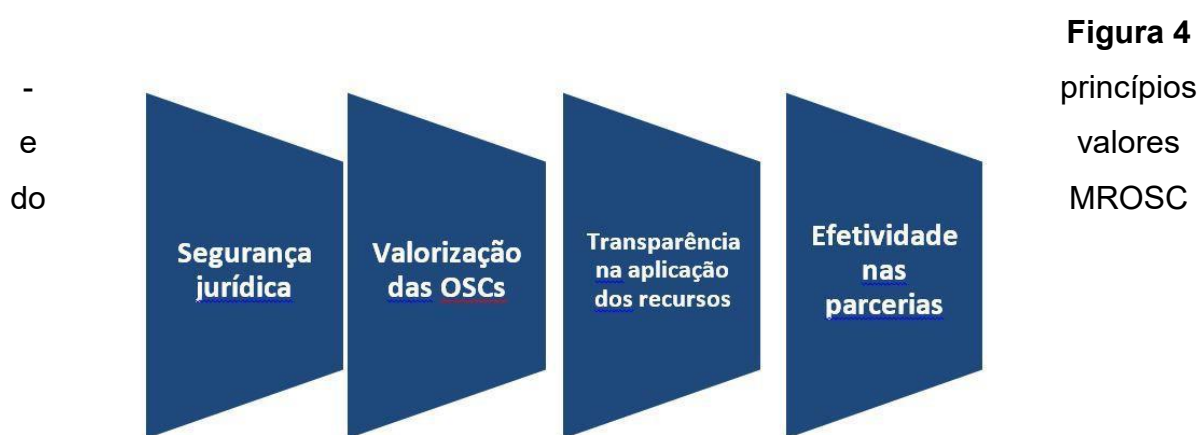 Figura 4
- princípios
e valores
do MROSC
Segurança
jurídica
Valorização
das OSCs
Transparência
na aplicação
dos recursos
Efetividade
nas
parcerias